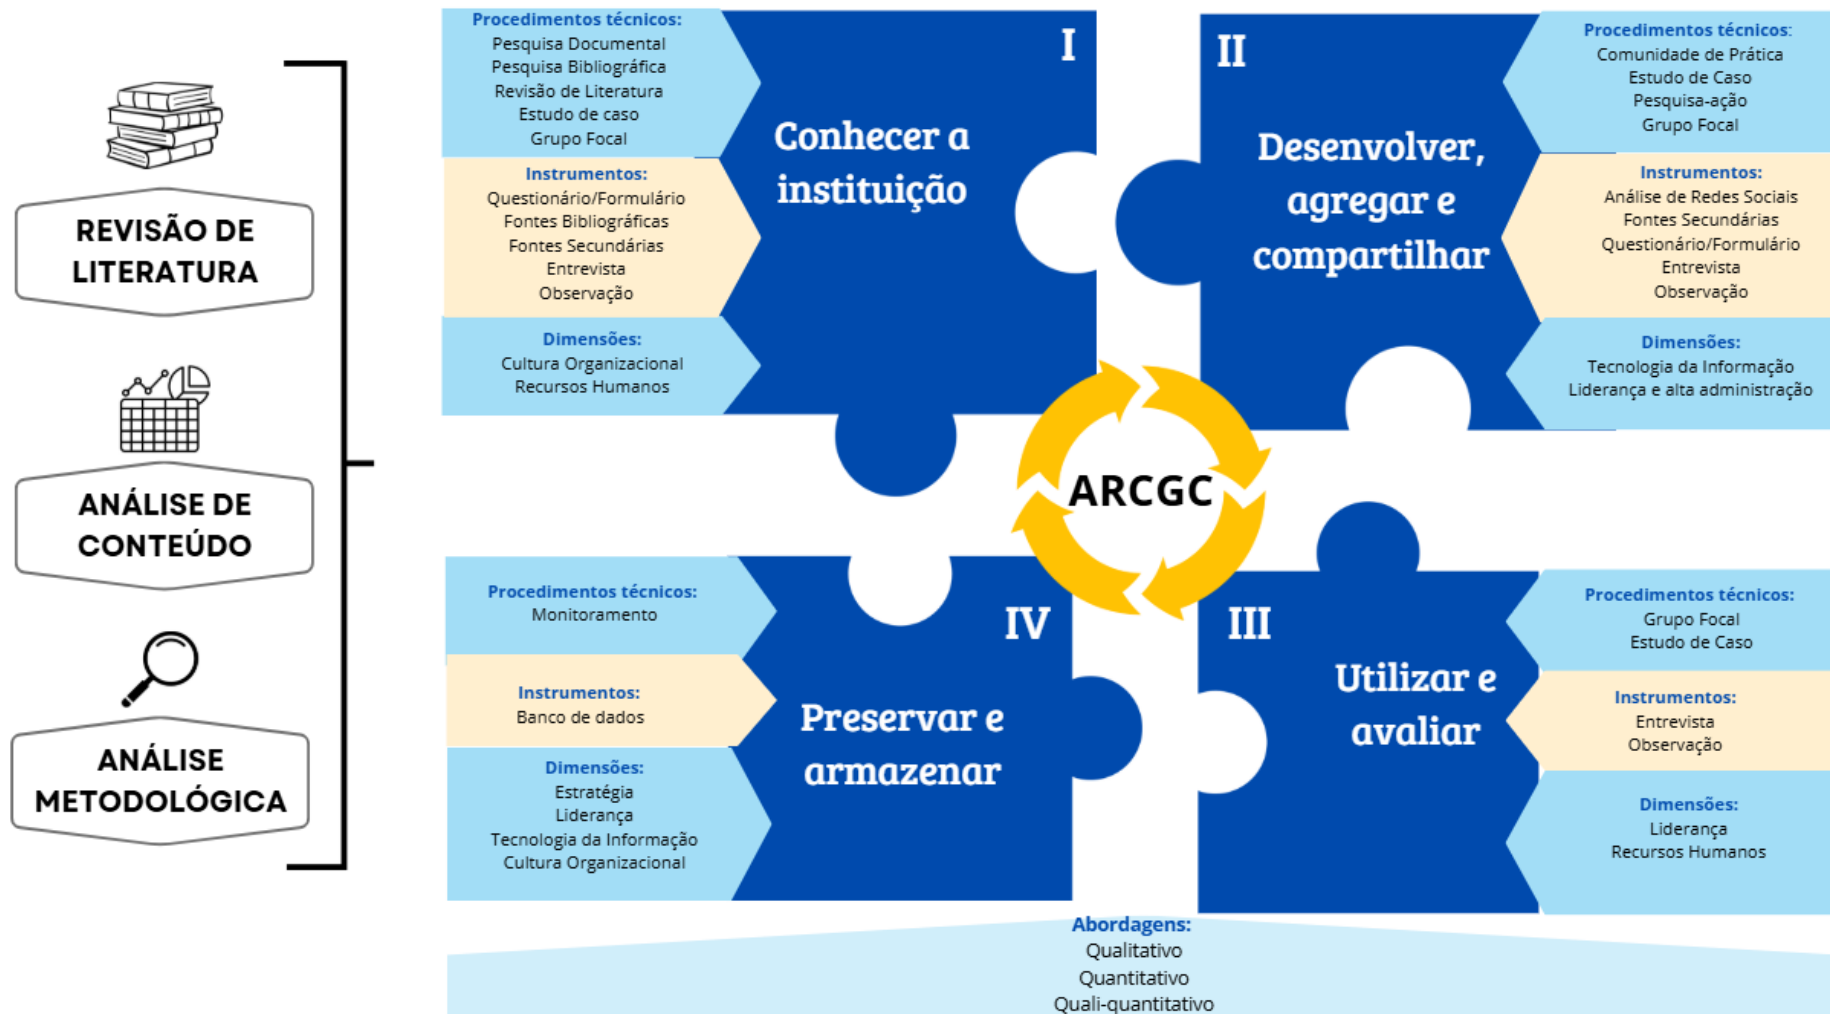 REVISÃO DE
LITERATURA
ANÁLISE DE
CONTEÚDO
ANÁLISE
METODOLÓGICA
Procedimentos técnicos:
Pesquisa Documental
Pesquisa Bibliográfica
Revisão de Literatura
Estudo de caso
Grupo Focal
Instrumentos:
Questionário/Formulário
Fontes Bibliográficas
Fontes Secundárias
Entrevista
Observação
Dimensões:
Cultura Organizacional
Recursos Humanos
I
Conhecer a
instituição
II
Desenvolver,
agregar e
compartilhar
Procedimentos técnicos:
Comunidade de Prática
Estudo de Caso
Pesquisa-ação
Grupo Focal
Instrumentos:
Análise de Redes Sociais
Fontes Secundárias
Questionário/Formulário
Entrevista
Observação
Dimensões:
Tecnologia da Informação
Liderança e alta administração
ARCGC
Procedimentos técnicos:
Monitoramento
Instrumentos:
Banco de dados
Dimensões:
Estratégia
Liderança
Tecnologia da Informação
Cultura Organizacional
IV
Preservar e
armazenar
III
Utilizar e
avaliar
Procedimentos técnicos:
Grupo Focal
Estudo de Caso
Instrumentos:
Entrevista
Observação
Dimensões:
Liderança
Recursos Humanos
Abordagens:
Qualitativo
Quantitativo
Quali-quantitativo